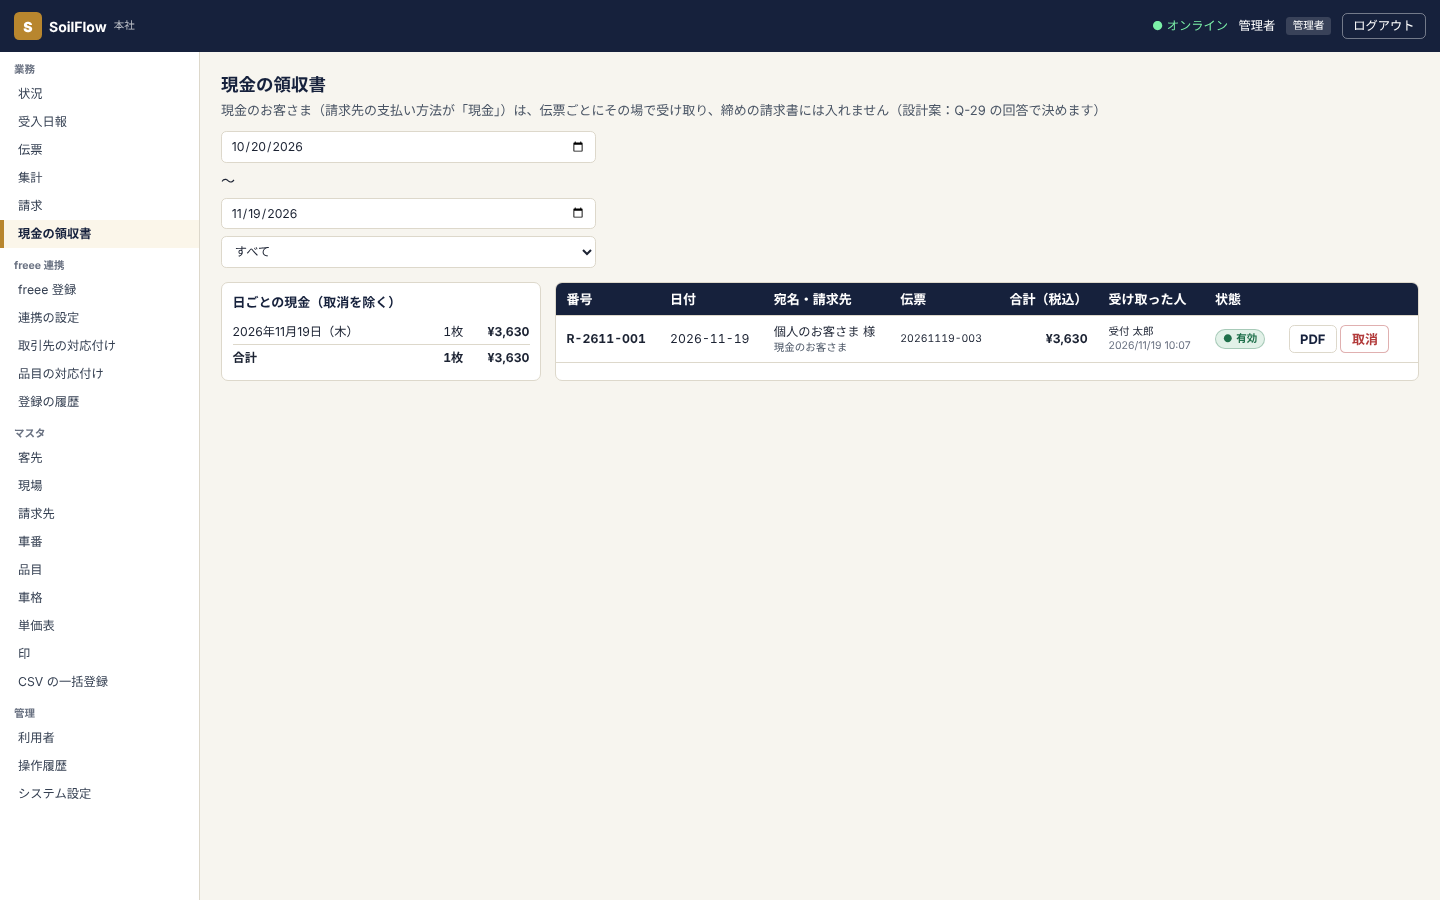 S SoilFlow 本社
オンライン 管理者 管理者 ログアウト
業務
状況
受入日報
伝票
集計
請求
現金の領収書
freee 連携
freee 登録
連携の設定
取引先の対応付け
品目の対応付け
登録の履歴
マスタ
客先
現場
請求先
車番
品目
車格
単価表
印
CSV の一括登録
管理
利用者
操作履歴
システム設定
現金の領収書
現金のお客さま（請求先の支払い方法が「現金」）は、伝票ごとにその場で受け取り、締めの請求書には入れません（設計案：Q-29 の回答で決めます）
10/20/2026
～
11/19/2026
すべて
日ごとの現金（取消を除く）
2026年11月19日（木） 1枚 ¥3,630
合計 1枚 ¥3,630
番号 日付 宛名・請求先 伝票 合計（税込） 受け取った人 状態
R-2611-001 2026-11-19 個人のお客さま 様 20261119-003 ¥3,630 受付 太郎 有効 PDF 取消
現金のお客さま 2026/11/19 10:07